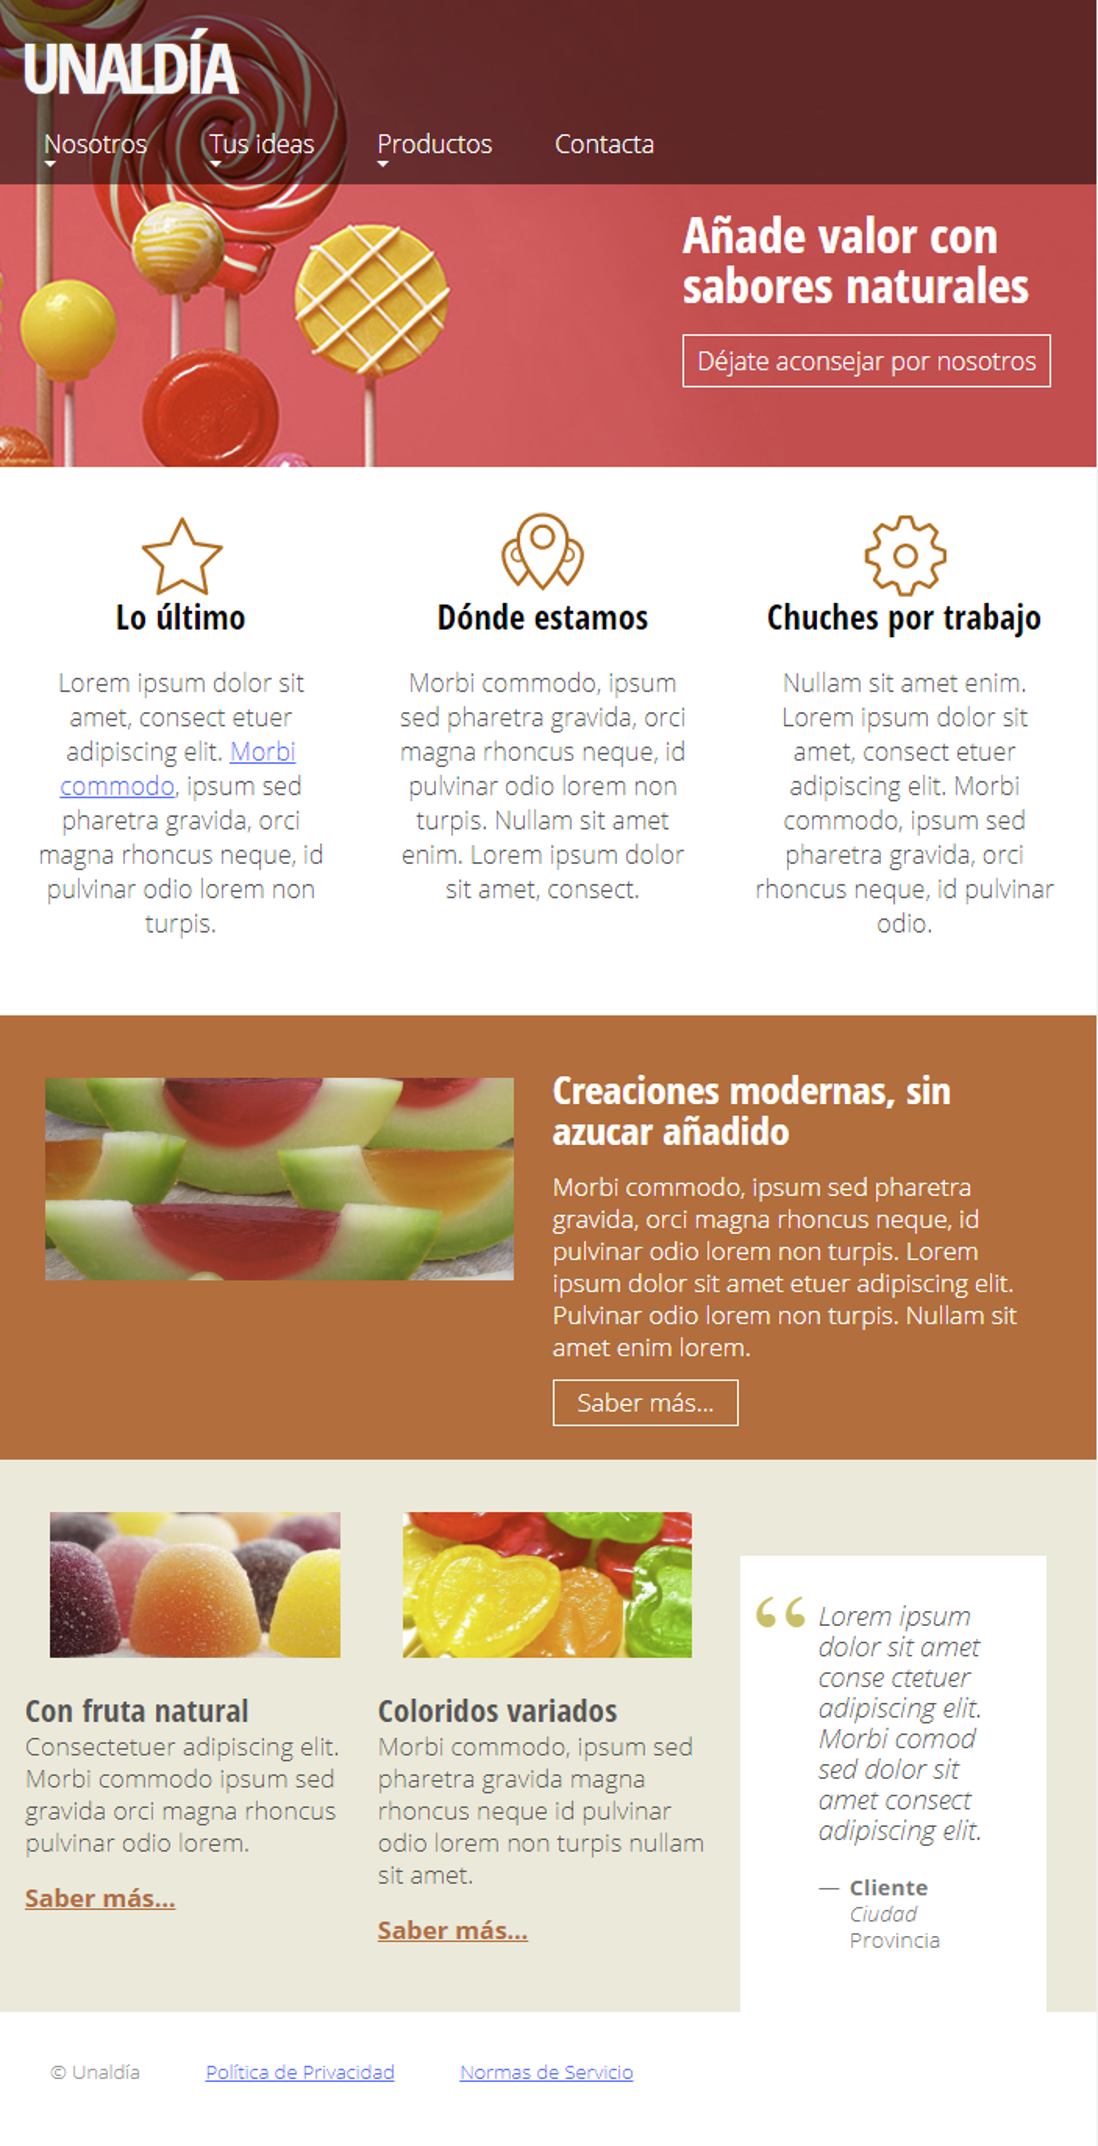 UNALDÍA
Nosotros Tus ideas Productos Contacta
Añade valor con
sabores naturales
Déjate aconsejar por nosotros
Lo último
Lorem ipsum dolor sit
amet, consect etuer
adipiscing elit. Morbi
commodo, ipsum sed
pharetra gravida, orci
magna rhoncus neque, id
pulvinar odio lorem non
turpis.
Dónde estamos
Morbi commodo, ipsum
sed pharetra gravida, orci
magna rhoncus neque, id
pulvinar odio lorem non
turpis. Nullam sit amet
enim. Lorem ipsum dolor
sit amet, consect.
Chuches por trabajo
Nullam sit amet enim.
Lorem ipsum dolor sit
amet, consect etuer
adipiscing elit. Morbi
commodo, ipsum sed
pharetra gravida, orci
rhoncus neque, id pulvinar
odio.
Creaciones modernas, sin
azucar añadido
Morbi commodo, ipsum sed pharetra
gravida, orci magna rhoncus neque, id
pulvinar odio lorem non turpis. Lorem
ipsum dolor sit amet etuer adipiscing elit.
Pulvinar odio lorem non turpis. Nullam sit
amet enim lorem.
Saber más...
Con fruta natural
Consectetuer adipiscing elit.
Morbi commodo ipsum sed
gravida orci magna rhoncus
pulvinar odio lorem.
Saber más...
Coloridos variados
Morbi commodo, ipsum sed
pharetra gravida magna
rhoncus neque id pulvinar
odio lorem non turpis nullam
sit amet.
Saber más...
“ Lorem ipsum
dolor sit amet
conse ctetuer
adipiscing elit.
Morbi comod
sed dolor sit
amet consect
adipiscing elit.
— Cliente
Ciudad
Provincia
© Unaldía Política de Privacidad Normas de Servicio